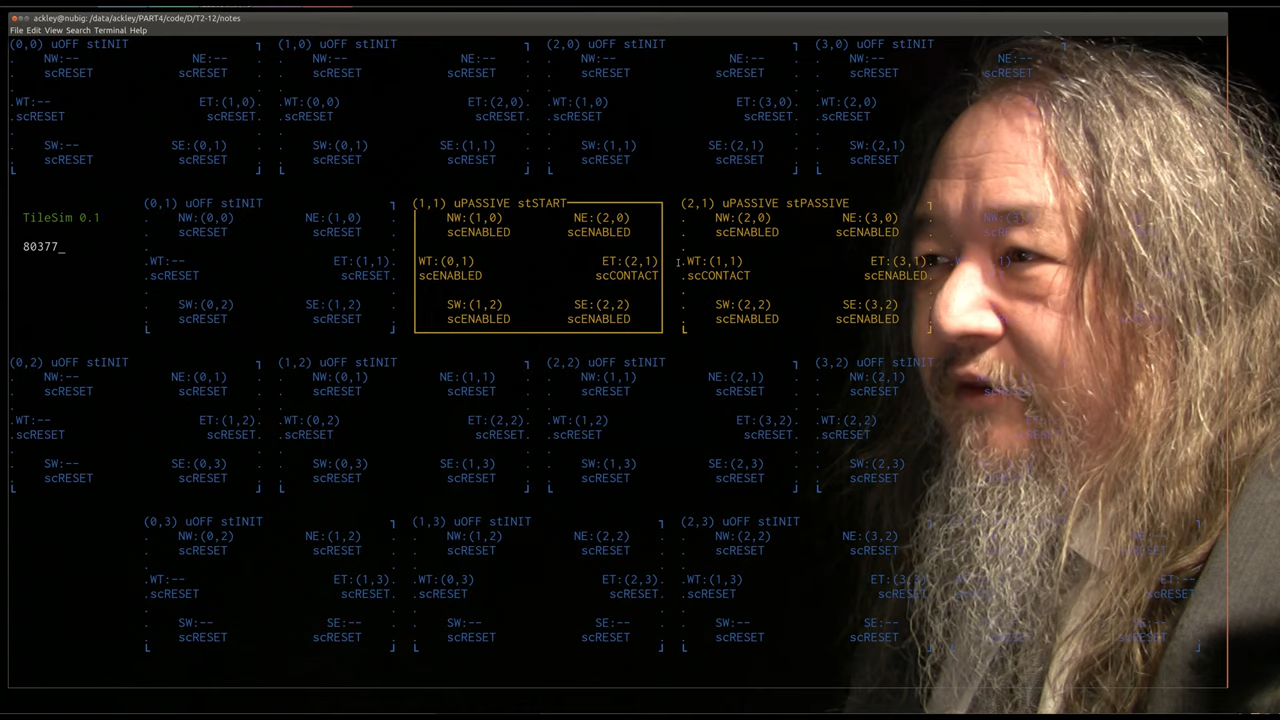 ackley@nubig: /data/ackley/PART4/code/D/T2-12/notes
File Edit View Search Terminal Help
(0,0) uOFF stINIT (1,0) uOFF stINIT (2,0) uOFF stINIT (3,0) uOFF stINIT
NW:-- NE:-- NW:-- NE:-- NW:-- NE:-- NW:-- NE:--
scRESET scRESET scRESET scRESET scRESET scRESET scRESET scRESET
.WT:-- ET:(1,0). .WT:(0,0) ET:(2,0). .WT:(1,0) ET:(3,0). .WT:(2,0)
.scRESET scRESET. .scRESET scRESET. .scRESET scRESET. .scRESET
SW:-- SE:(0,1) SW:(0,1) SE:(1,1) SW:(1,1) SE:(2,1) SW:(2,1)
scRESET scRESET scRESET scRESET scRESET scRESET scRESET
(0,1) uOFF stINIT (1,1) uPASSIVE stSTART (2,1) uPASSIVE stPASSIVE
TileSim 0.1 NW:(0,0) NE:(1,0) NW:(1,0) NE:(2,0) NW:(2,0) NE:(3,0)
scRESET scRESET scENABLED scENABLED scENABLED scENABLED
80377_
.WT:-- ET:(1,1). WT:(0,1) ET:(2,1) .WT:(1,1) ET:(3,1).
.scRESET scRESET. scENABLED scCONTACT .scCONTACT scENABLED.
SW:(0,2) SE:(1,2) SW:(1,2) SE:(2,2) SW:(2,2) SE:(3,2)
scRESET scRESET scENABLED scENABLED scENABLED scENABLED
(0,2) uOFF stINIT (1,2) uOFF stINIT (2,2) uOFF stINIT (3,2) uOFF stINIT
NW:-- NE:(0,1) NW:(0,1) NE:(1,1) NW:(1,1) NE:(2,1) NW:(2,1)
scRESET scRESET scRESET scRESET scRESET scRESET scRESET
.WT:-- ET:(1,2). .WT:(0,2) ET:(2,2). .WT:(1,2) ET:(3,2). .WT:(2,2)
.scRESET scRESET. .scRESET scRESET. .scRESET scRESET. .scRESET
SW:-- SE:(0,3) SW:(0,3) SE:(1,3) SW:(1,3) SE:(2,3) SW:(2,3)
scRESET scRESET scRESET scRESET scRESET scRESET scRESET
(0,3) uOFF stINIT (1,3) uOFF stINIT (2,3) uOFF stINIT
NW:(0,2) NE:(1,2) NW:(1,2) NE:(2,2) NW:(2,2) NE:(3,2)
scRESET scRESET scRESET scRESET scRESET scRESET
.WT:-- ET:(1,3). .WT:(0,3) ET:(2,3). .WT:(1,3) ET:(3,3).
.scRESET scRESET. .scRESET scRESET. .scRESET scRESET.
SW:-- SE:-- SW:-- SE:-- SW:-- SE:--
scRESET scRESET scRESET scRESET scRESET scRESET